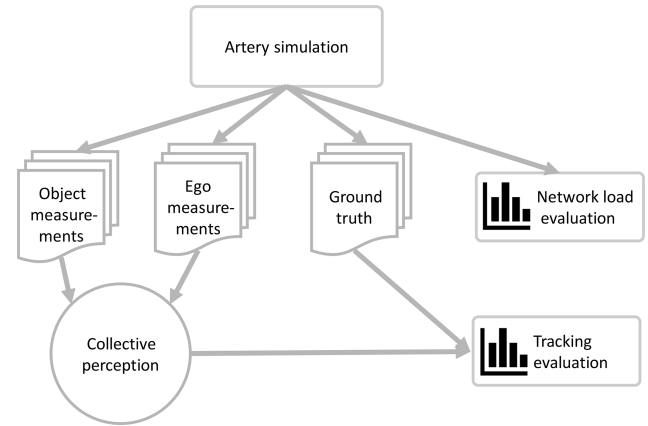 Artery simulation
Object
measure-
ments
Ego
measure-
ments
Ground
truth
Network load
evaluation
Collective
perception
Tracking
evaluation